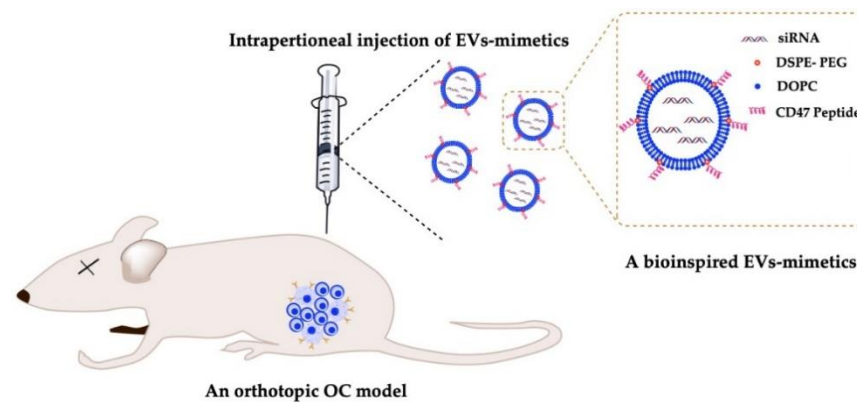 Intrapertioneal injection of EVs-mimetics
siRNA
DSPE- PEG
DOPC
CD47 Peptide
A bioinspired EVs-mimetics
An orthotopic OC model